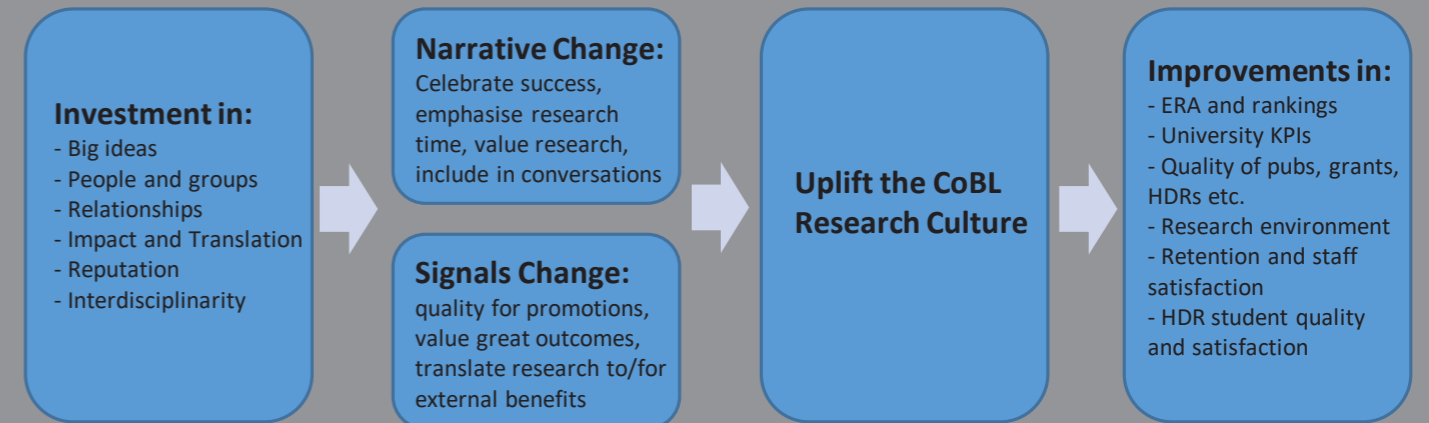 Investment in:
- Big ideas
- People and groups
- Relationships
- Impact and Translation
- Reputation
- Interdisciplinarity
Narrative Change:
Celebrate success,
emphasise research
time, value research,
include in conversations
Signals Change:
quality for promotions,
value great outcomes,
translate research to/for
external benefits
Uplift the CoBL
Research Culture
Improvements in:
- ERA and rankings
- University KPIs
- Quality of pubs, grants,
HDRs etc.
- Research environment
- Retention and staff
satisfaction
- HDR student quality
and satisfaction